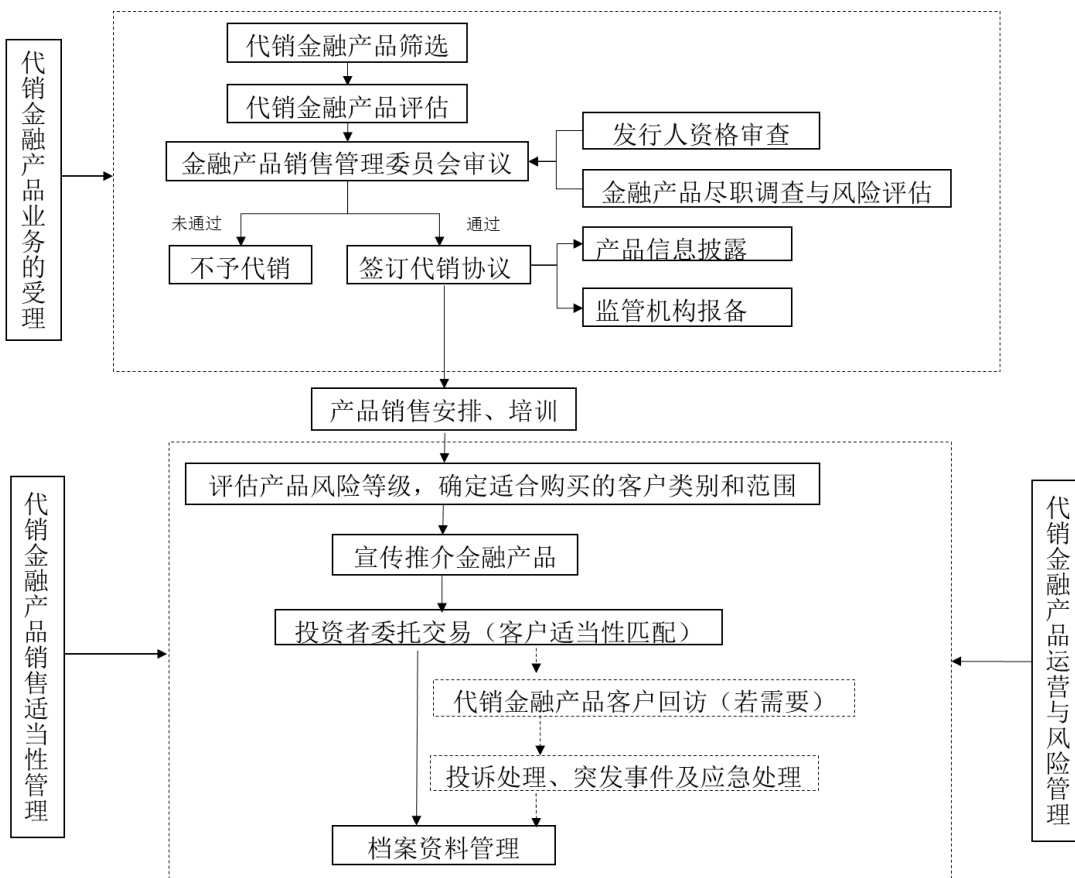 代销金融产品业务的受理
代销金融产品筛选
代销金融产品评估
金融产品销售管理委员会审议
发行人资格审查
金融产品尽职调查与风险评估
未通过
通过
不予代销
签订代销协议
产品信息披露
监管机构报备
产品销售安排、培训
代销金融产品销售适当性管理
评估产品风险等级，确定适合购买的客户类别和范围
宣传推介金融产品
投资者委托交易（客户适当性匹配）
代销金融产品客户回访（若需要）
投诉处理、突发事件及应急处理
档案资料管理
代销金融产品运营与风险管理